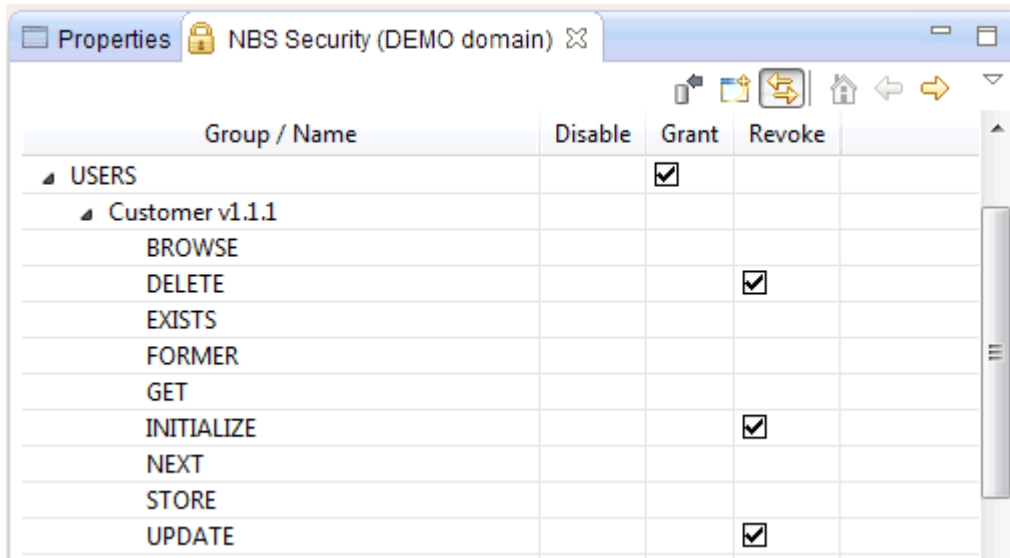 Properties NBS Security (DEMO domain)
Group / Name Disable Grant Revoke
USERS
Customer v1.1.1
BROWSE
DELETE
EXISTS
FORMER
GET
INITIALIZE
NEXT
STORE
UPDATE